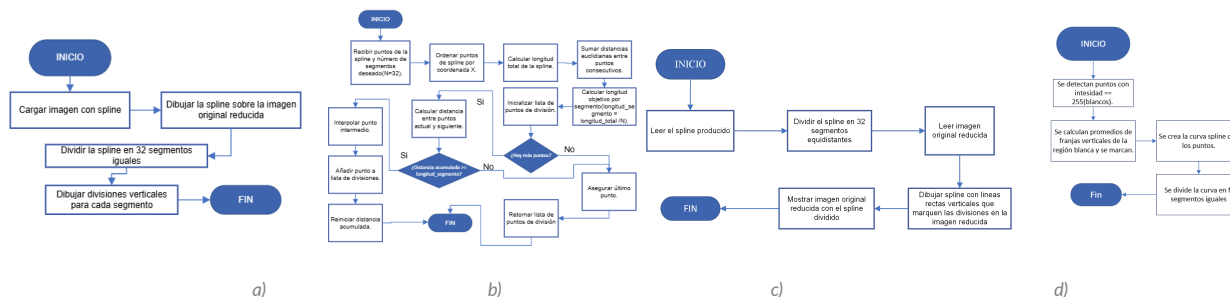 INICIO
Cargar imagen con spline
Dibujar la spline sobre la imagen
original reducida
Dividir la spline en 32 segmentos
iguales
Dibujar divisiones verticales
para cada segmento
FIN
a)
INICIO
Recibir puntos de la
spline y número de
segmentos
deseado(N=32).
Ordenar puntos
de spline por
coordenada X.
Calcular longitud
total de la spline.
Sumar distancias
euclidianas entre
puntos
consecutivos.
Calcular longitud
objetivo por
segmento(longitud_se
gmento =
longitud_total /N).
Inicializar lista de
puntos de división.
¿Hay más puntos?
Si
No
Calcular distancia
entre puntos
actual y siguiente.
¿Distancia acumulada >=
longitud_segmento?
Si
No
Interpolar punto
intermedio.
Añadir punto a
lista de divisiones.
Reiniciar distancia
acumulada.
Asegurar último
punto.
Retornar lista de
puntos de división
FIN
b)
INICIO
Leer el spline producido
Dividir el spline en 32
segmentos
equidistantes
Leer imagen
original reducida
Dibujar spline con lineas
rectas verticales que
marquen las divisiones en la
imagen reducida
Mostrar imagen original
reducida con el spline
dividido
FIN
c)
INICIO
Se detectan puntos con
intesidad ==
255(blancos).
Se calculan promedios de
franjas verticales de la
región blanca y se marcan.
Se crea la curva spline c
los puntos.
Se divide la curva en N
segmentos iguales
Fin
d)